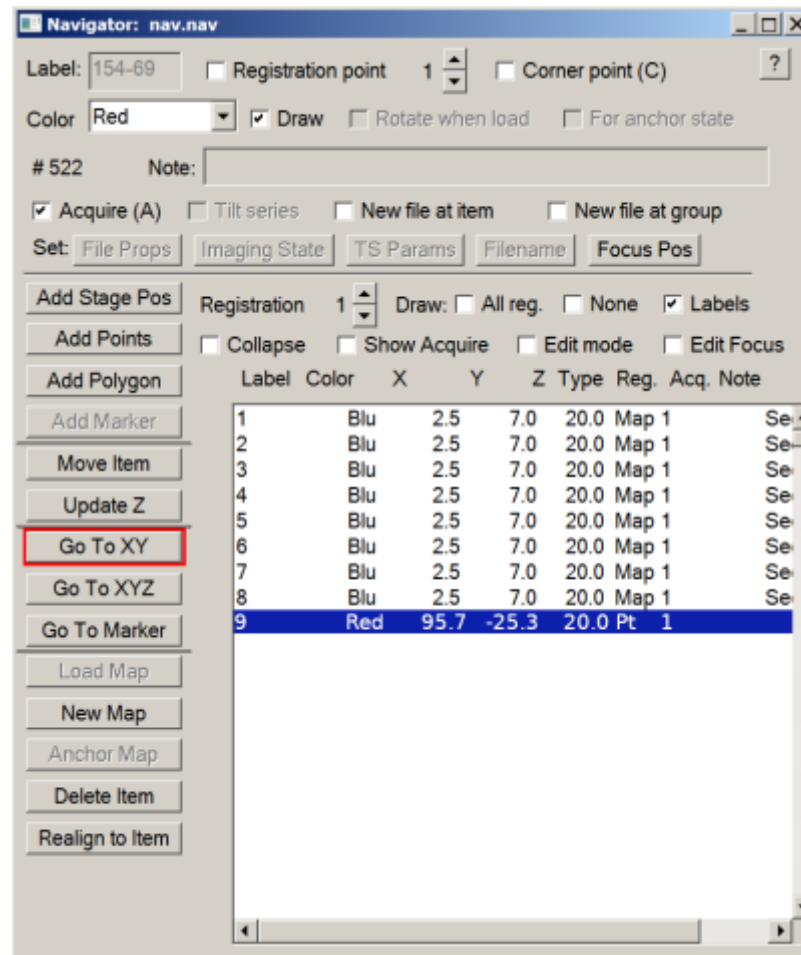 Navigator: nav.nav
Label: 154-69 Registration point 1 Corner point (C) ?
Color Red Draw Rotate when load For anchor state
# 522 Note:
Acquire (A) Tilt series New file at item New file at group
Set: File Props Imaging State TS Params Filename Focus Pos
Add Stage Pos
Add Points
Add Polygon
Add Marker
Move Item
Update Z
Go To XY
Go To XYZ
Go To Marker
Load Map
New Map
Anchor Map
Delete Item
Realign to Item
Registration 1 Draw: All reg. None Labels
Collapse Show Acquire Edit mode Edit Focus
Label Color X Y Z Type Reg. Acq. Note
1 Blu 2.5 7.0 20.0 Map 1 Se
2 Blu 2.5 7.0 20.0 Map 1 Se
3 Blu 2.5 7.0 20.0 Map 1 Se
4 Blu 2.5 7.0 20.0 Map 1 Se
5 Blu 2.5 7.0 20.0 Map 1 Se
6 Blu 2.5 7.0 20.0 Map 1 Se
7 Blu 2.5 7.0 20.0 Map 1 Se
8 Blu 2.5 7.0 20.0 Map 1 Se
9 Red 95.7 -25.3 20.0 Pt 1